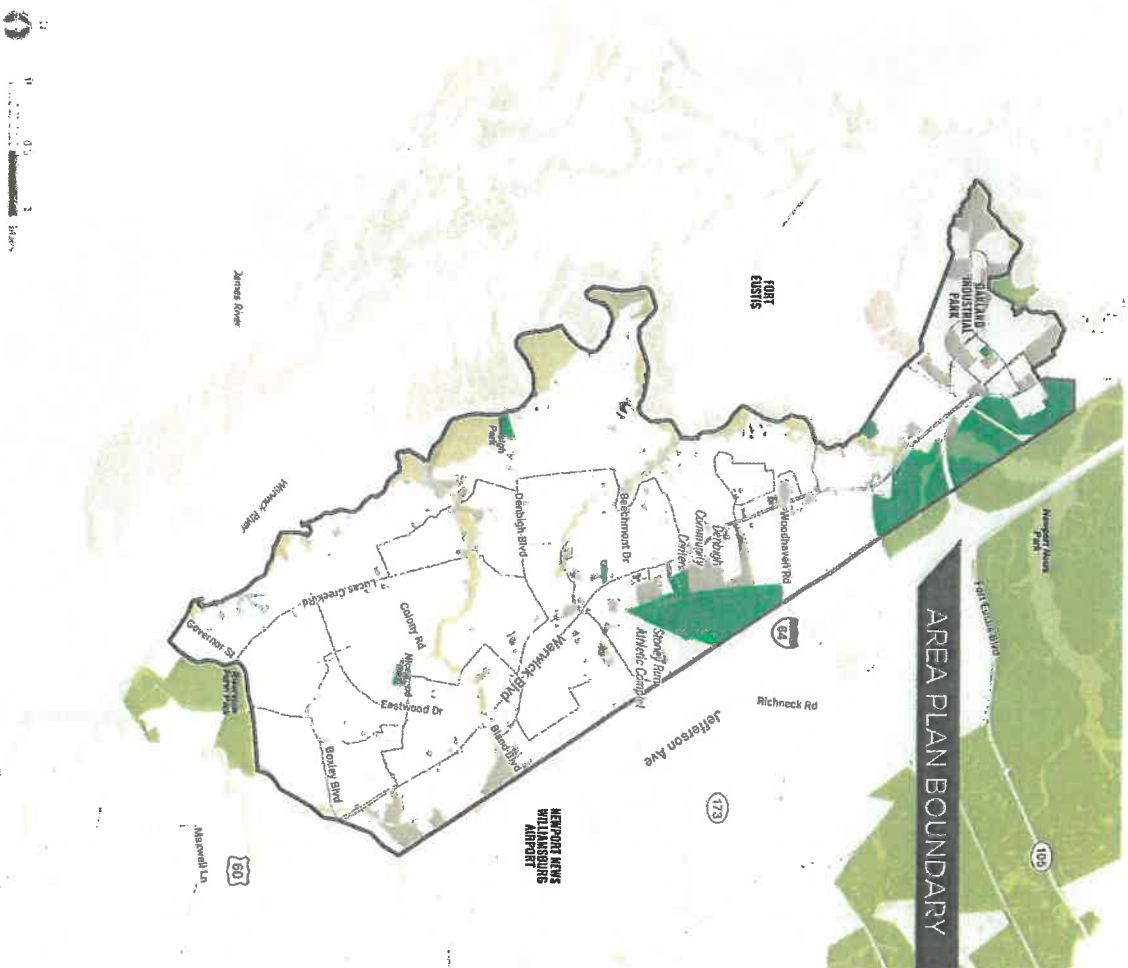 AREA PLAN BOUNDARY
105
Fort Eustis Blvd
Newport News
Park
OAKLAND
INDUSTRIAL
PARK
FORT
EUSTIS
64
Richneck Rd
173
Jefferson Ave
Woodhaven Rd
Denbigh
Community
Center
Stoney Run
Athletic Complex
Beechmont Dr
Denbigh Blvd
Warwick Blvd
Bland Blvd
NEWPORT NEWS
WILLIAMSBURG
AIRPORT
Colony Rd
Eastwood Dr
Lucas Creek Rd
Boxley Blvd
Governor St
60
Maxwell Ln
Warwick River
James River